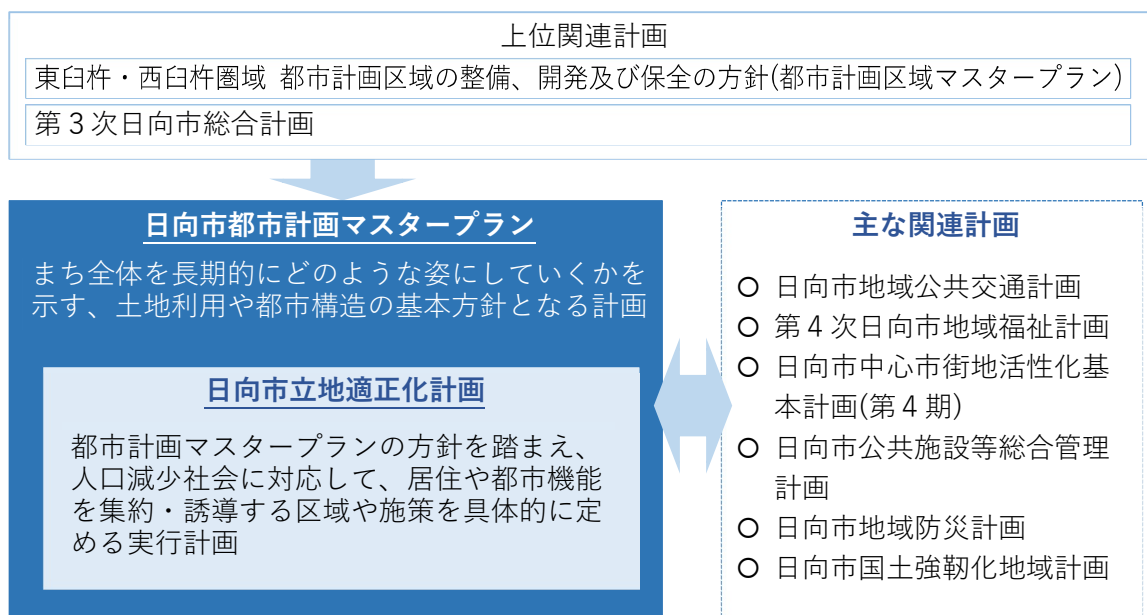 上位関連計画
東臼杵・西臼杵圏域 都市計画区域の整備、開発及び保全の方針(都市計画区域マスタープラン)
第３次日向市総合計画
日向市都市計画マスタープラン
まち全体を長期的にどのような姿にしていくかを
示す、土地利用や都市構造の基本方針となる計画
日向市立地適正化計画
都市計画マスタープランの方針を踏まえ、
人口減少社会に対応して、居住や都市機能
を集約・誘導する区域や施策を具体的に定
める実行計画
主な関連計画
○ 日向市地域公共交通計画
○ 第４次日向市地域福祉計画
○ 日向市中心市街地活性化基
本計画(第４期)
○ 日向市公共施設等総合管理
計画
○ 日向市地域防災計画
○ 日向市国土強靭化地域計画